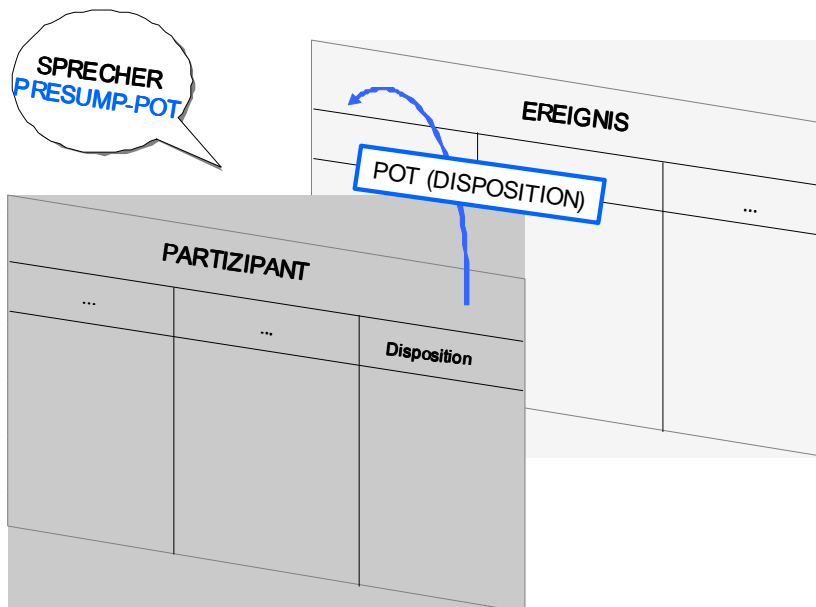 SPRECHER
PRESUMP-POT
EREIGNIS
POT (DISPOSITION)
...
PARTIZIPANT
...
...
Disposition